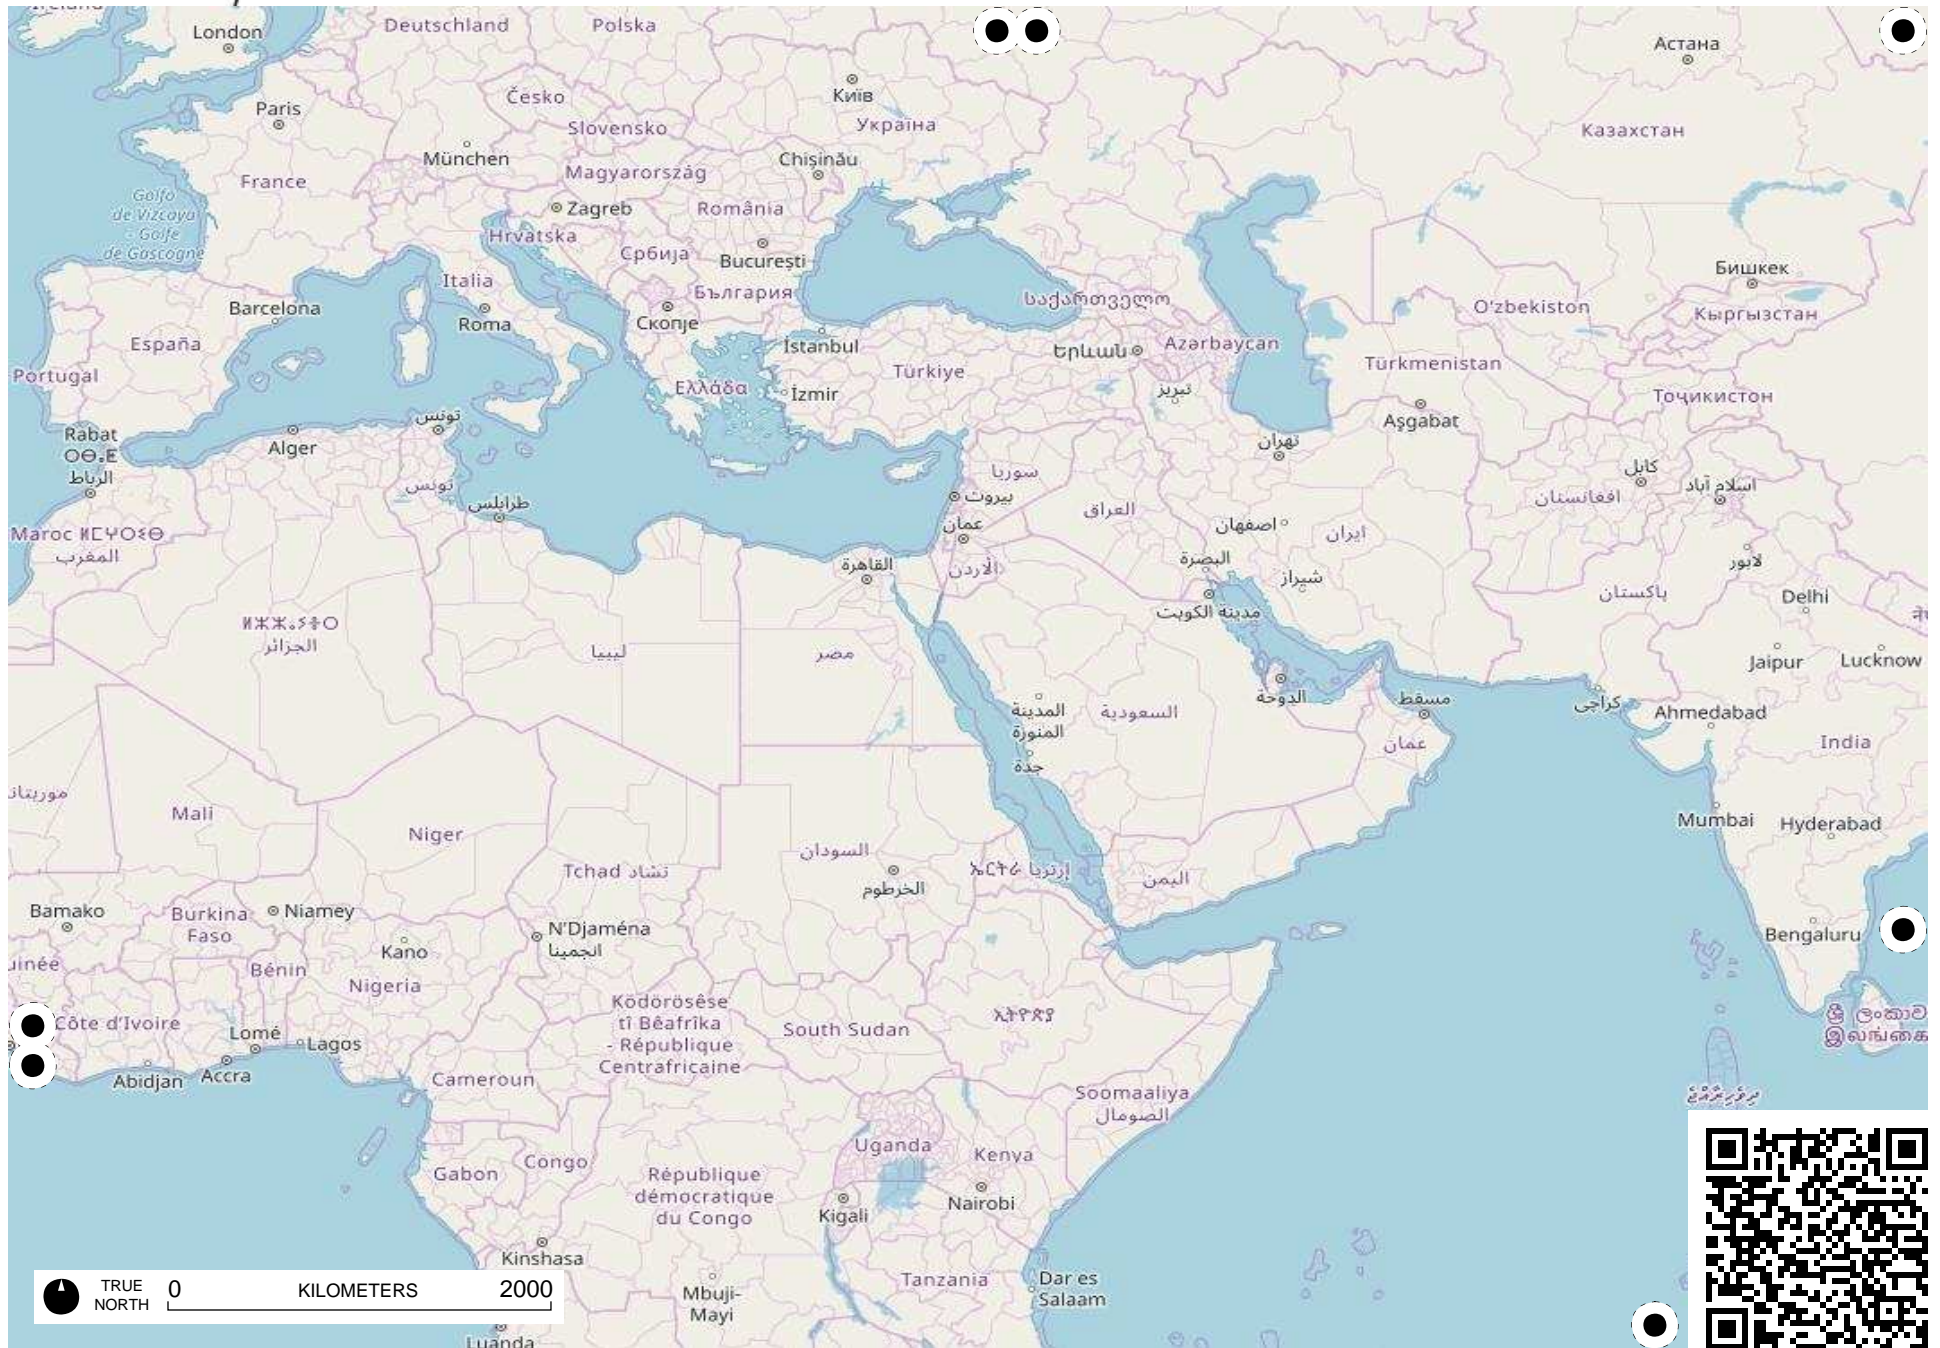 London
Deutschland
Polska
Астана
Česko
Paris
Київ
Україна
Казахстан
Slovensko
München
Chișinău
Magyarország
France
Golfo
de Vizcaya
- Golfe
de Gascogne
Zagreb
România
Hrvatska
Србија
București
Бишкек
Italia
България
Barcelona
Roma
Скопје
საქართველო
O'zbekiston
Кыргызстан
España
İstanbul
Երևան
Azərbaycan
Türkmenistan
Portugal
Ελλάδα
İzmir
Türkiye
تبریز
Тоҷикистон
تونس
Aşgabat
Rabat
ⵔⴱⴰⵟ
الرباط
Alger
تهران
سوريا
کابل
تونس
بيروت
افغانستان
اسلام آباد
طرابلس
العراق
عمان
اصفهان
ایران
Maroc ⵍⵎⵖⵔⵉⴱ
المغرب
القاهرة
الأردن
البصرة
شیراز
لاہور
مدينة الكويت
پاکستان
Delhi
ⵍⵣⵣⴰⵢⵜⵔ
الجزائر
ليبيا
مصر
Jaipur
Lucknow
المدينة
المنورة
السعودية
الدوحة
مسقط
کراچی
Ahmedabad
عمان
India
جدة
Mali
Niger
Mumbai
Hyderabad
السودان
Tchad تشاد
ኤርትራ إرتريا
اليمن
الخرطوم
Bamako
Burkina
Faso
Niamey
N'Djaména
انجمينا
Kano
Bengaluru
Bénin
Nigeria
Ködörösêse
tî Bêafrîka
- République
Centrafricaine
Côte d'Ivoire
Lomé
Lagos
South Sudan
ኢትዮጵያ
ශ්‍රී ලංකාව
இலங்கை
Abidjan
Accra
Cameroun
Soomaaliya
الصومال
ދިވެހިރާއްޖެ
Uganda
Kenya
Gabon
Congo
République
démocratique
du Congo
Kigali
Nairobi
Kinshasa
Tanzania
Dar es
Salaam
Mbuji-
Mayi
TRUE
NORTH
0 KILOMETERS 2000
Luanda